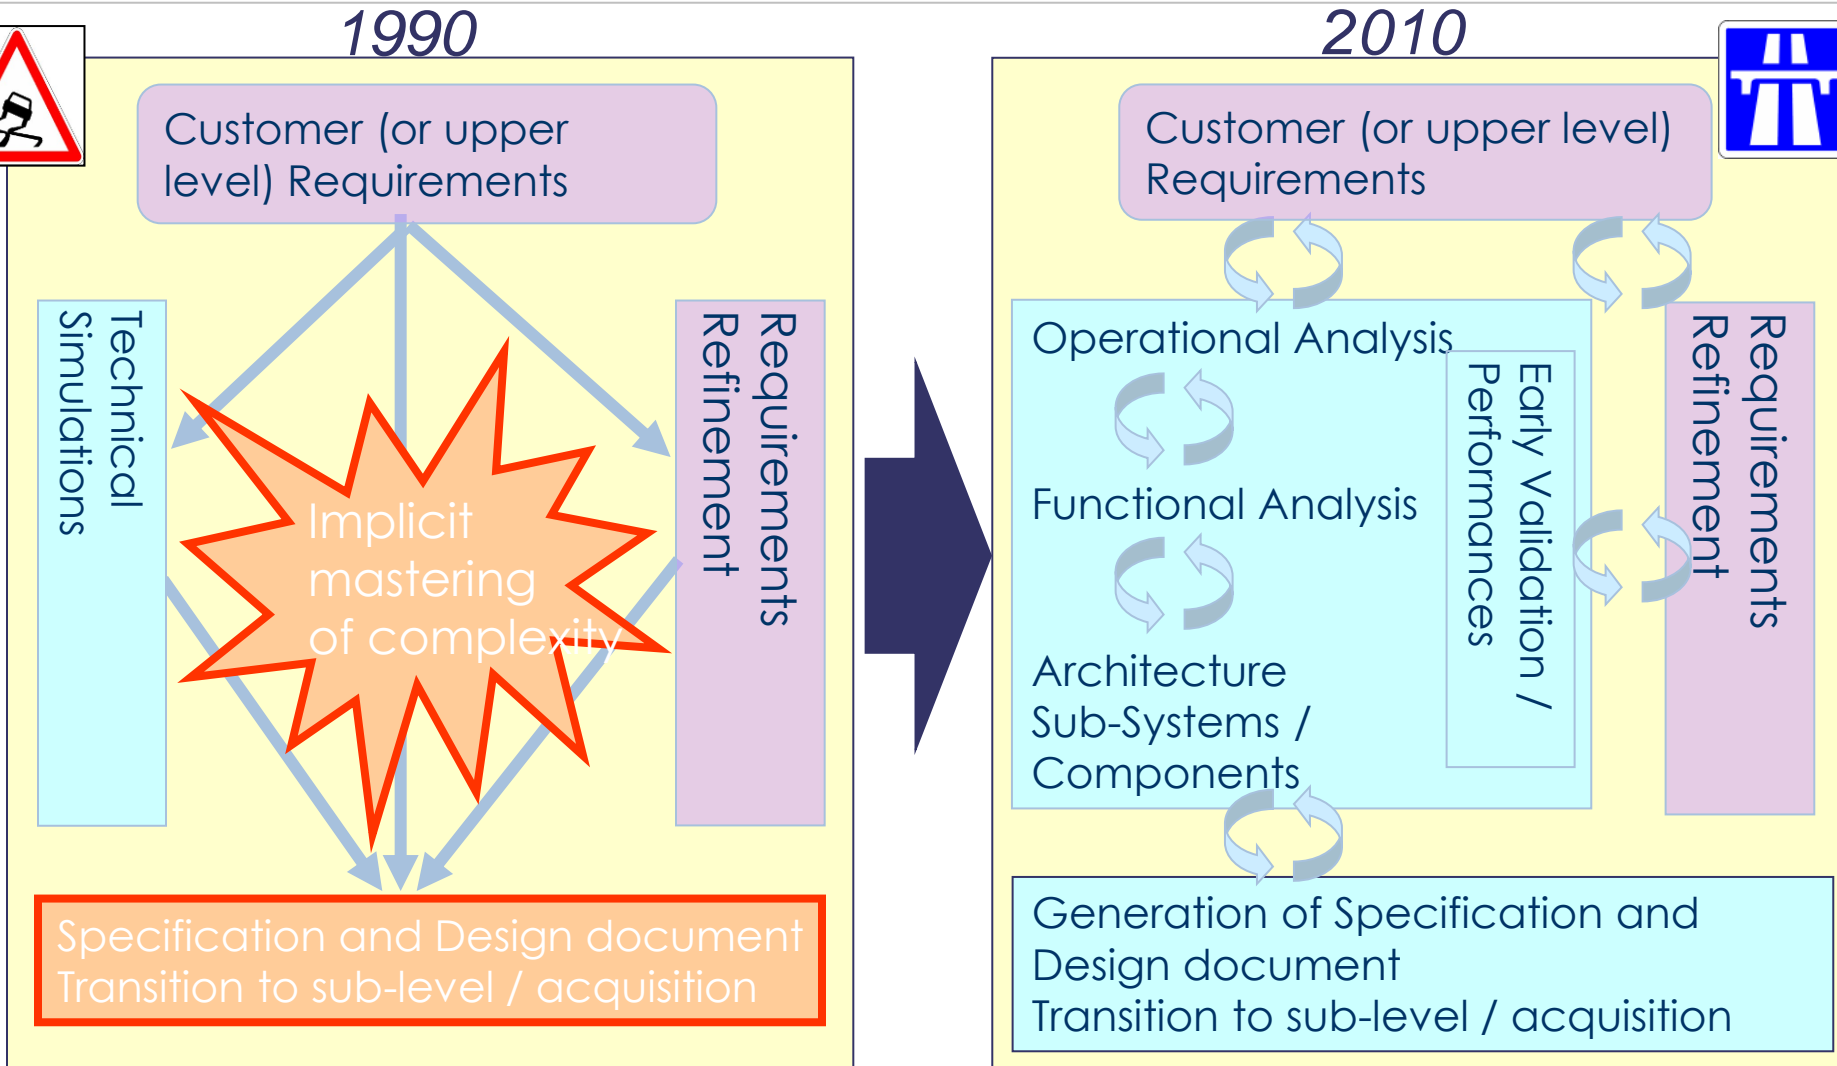 1990
Customer (or upper
level) Requirements
Technical
Simulations
Implicit
mastering
of complexity
Requirements
Refinement
Specification and Design document
Transition to sub-level / acquisition
2010
Customer (or upper level)
Requirements
Operational Analysis
Functional Analysis
Architecture
Sub-Systems /
Components
Early Validation /
Performances
Requirements
Refinement
Generation of Specification and
Design document
Transition to sub-level / acquisition